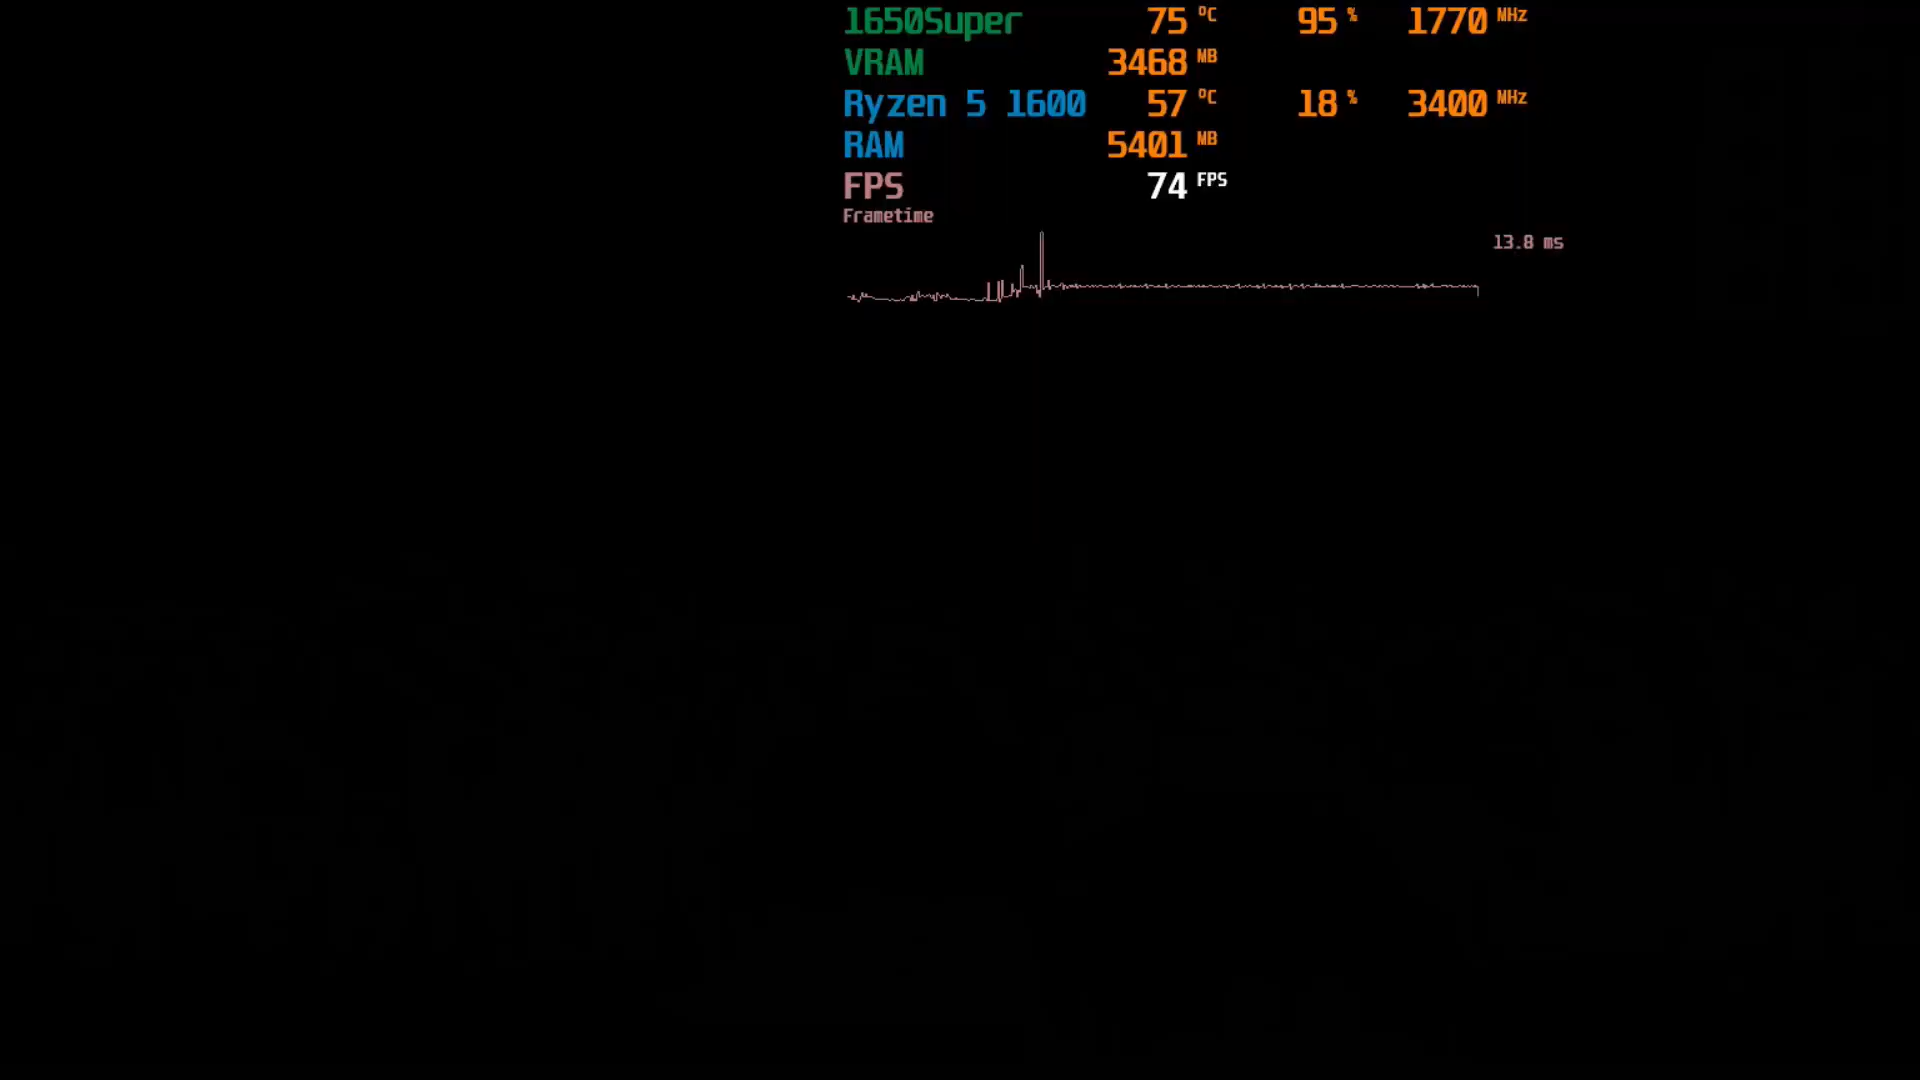 1650Super 75 °C 95 % 1770 MHz
VRAM 3468 MB
Ryzen 5 1600 57 °C 18 % 3400 MHz
RAM 5401 MB
FPS 74 FPS
Frametime
13.8 ms